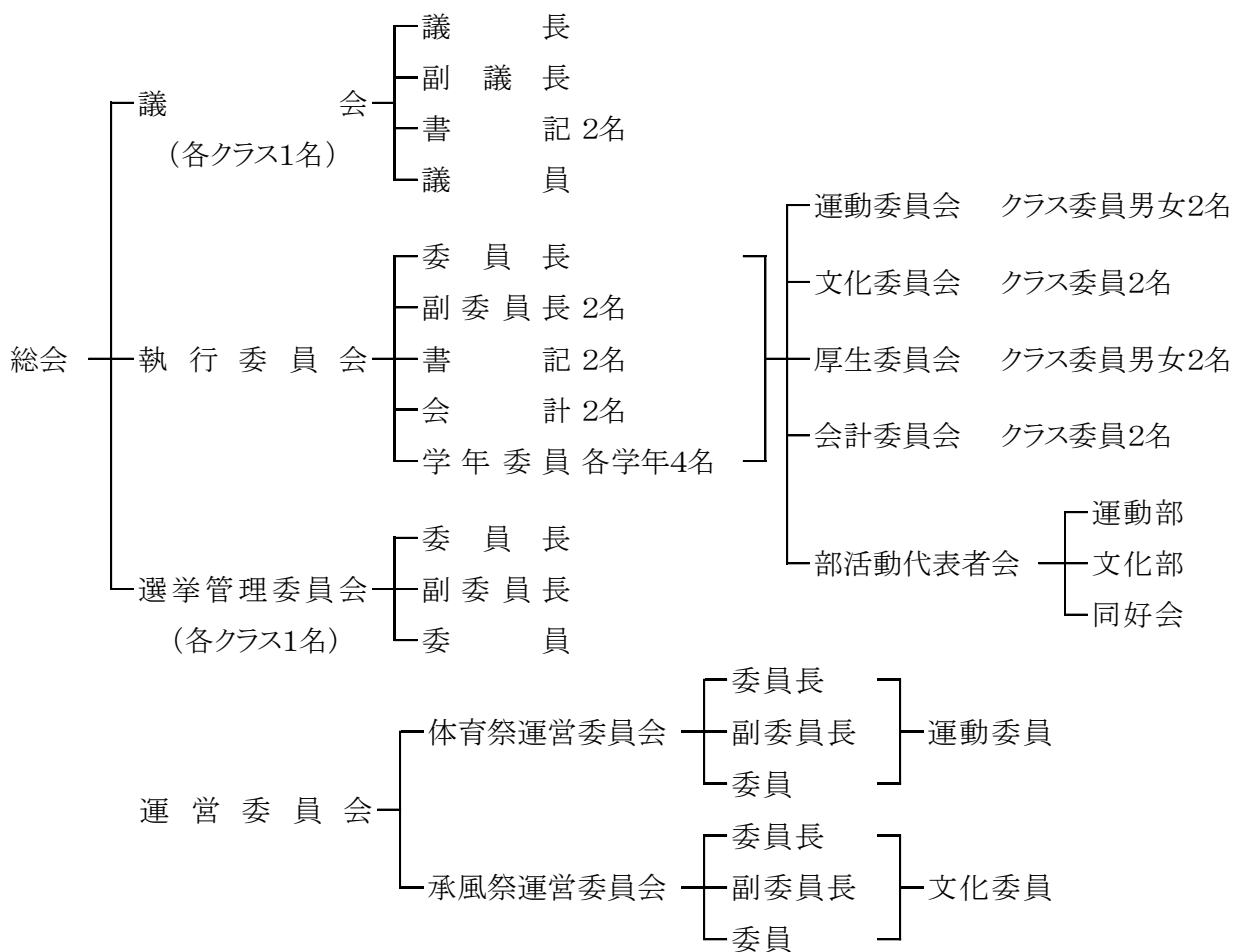 総会
議会
(各クラス1名)
議長
副議長
書記 2名
議員
執行委員会
委員長
副委員長 2名
書記 2名
会計 2名
学年委員 各学年4名
運動委員会 クラス委員男女2名
文化委員会 クラス委員2名
厚生委員会 クラス委員男女2名
会計委員会 クラス委員2名
部活動代表者会
運動部
文化部
同好会
選挙管理委員会
(各クラス1名)
委員長
副委員長
委員
運営委員会
体育祭運営委員会
委員長
副委員長
委員
運動委員
承風祭運営委員会
委員長
副委員長
委員
文化委員